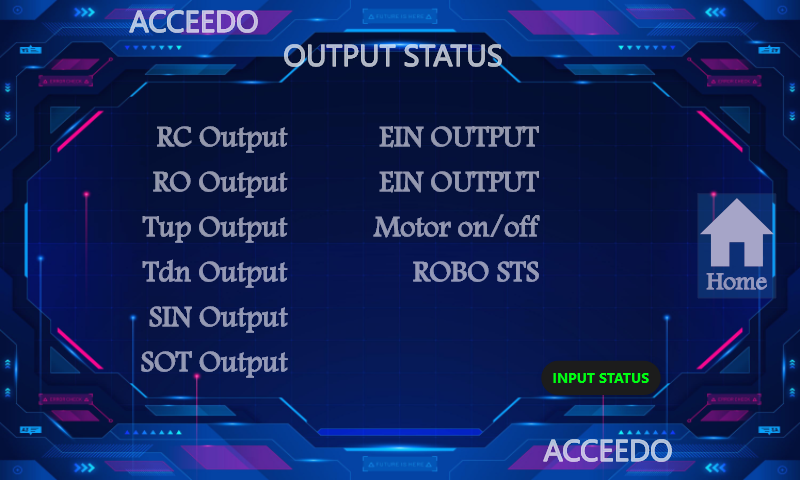 ACCEEDO
OUTPUT STATUS
RC Output
EIN OUTPUT
RO Output
EIN OUTPUT
Tup Output
Motor on/off
Tdn Output
ROBO STS
Home
SIN Output
SOT Output
INPUT STATUS
ACCEEDO